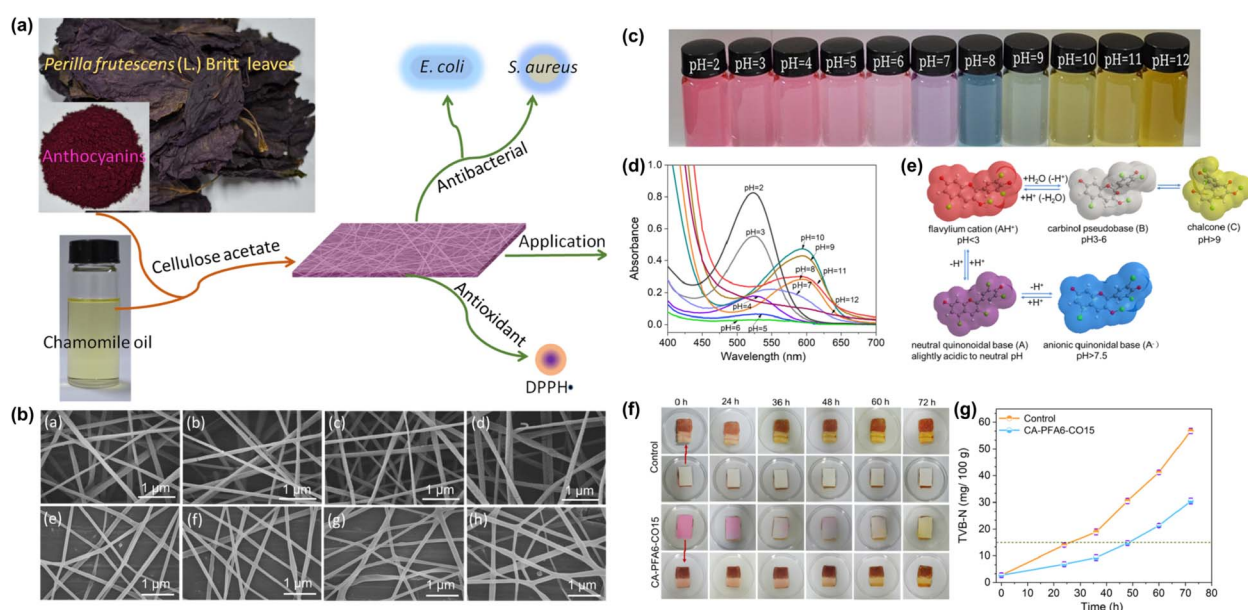 (a)
Perilla frutescens (L.) Britt leaves
Anthocyanins
Chamomile oil
Cellulose acetate
E. coli
S. aureus
Antibacterial
Application
Antioxidant
DPPH•
(b)
(a)
1 μm
(b)
1 μm
(c)
1 μm
(d)
1 μm
(e)
1 μm
(f)
1 μm
(g)
1 μm
(h)
1 μm
(c)
pH=2 pH=3 pH=4 pH=5 pH=6 pH=7 pH=8 pH=9 pH=10 pH=11 pH=12
(d)
Absorbance
1.0
0.8
0.6
0.4
0.2
0.0
pH=2
pH=3
pH=10
pH=9
pH=8
pH=11
pH=7
pH=4
pH=12
pH=6
pH=5
400 450 500 550 600 650 700
Wavelength (nm)
(e)
+H₂O (-H⁺)
+H⁺ (-H₂O)
flavylium cation (AH⁺)
pH<3
carbinol pseudobase (B)
pH3-6
chalcone (C)
pH>9
-H⁺ +H⁺
-H⁺
+H⁺
neutral quinonoidal base (A)
alightly acidic to neutral pH
anionic quinonidal base (A⁻)
pH>7.5
(f)
0 h 24 h 36 h 48 h 60 h 72 h
Control
CA-PFA6-CO15
(g)
TVB-N (mg/ 100 g)
60
50
40
30
20
10
0
Control
CA-PFA6-CO15
0 10 20 30 40 50 60 70 80
Time (h)